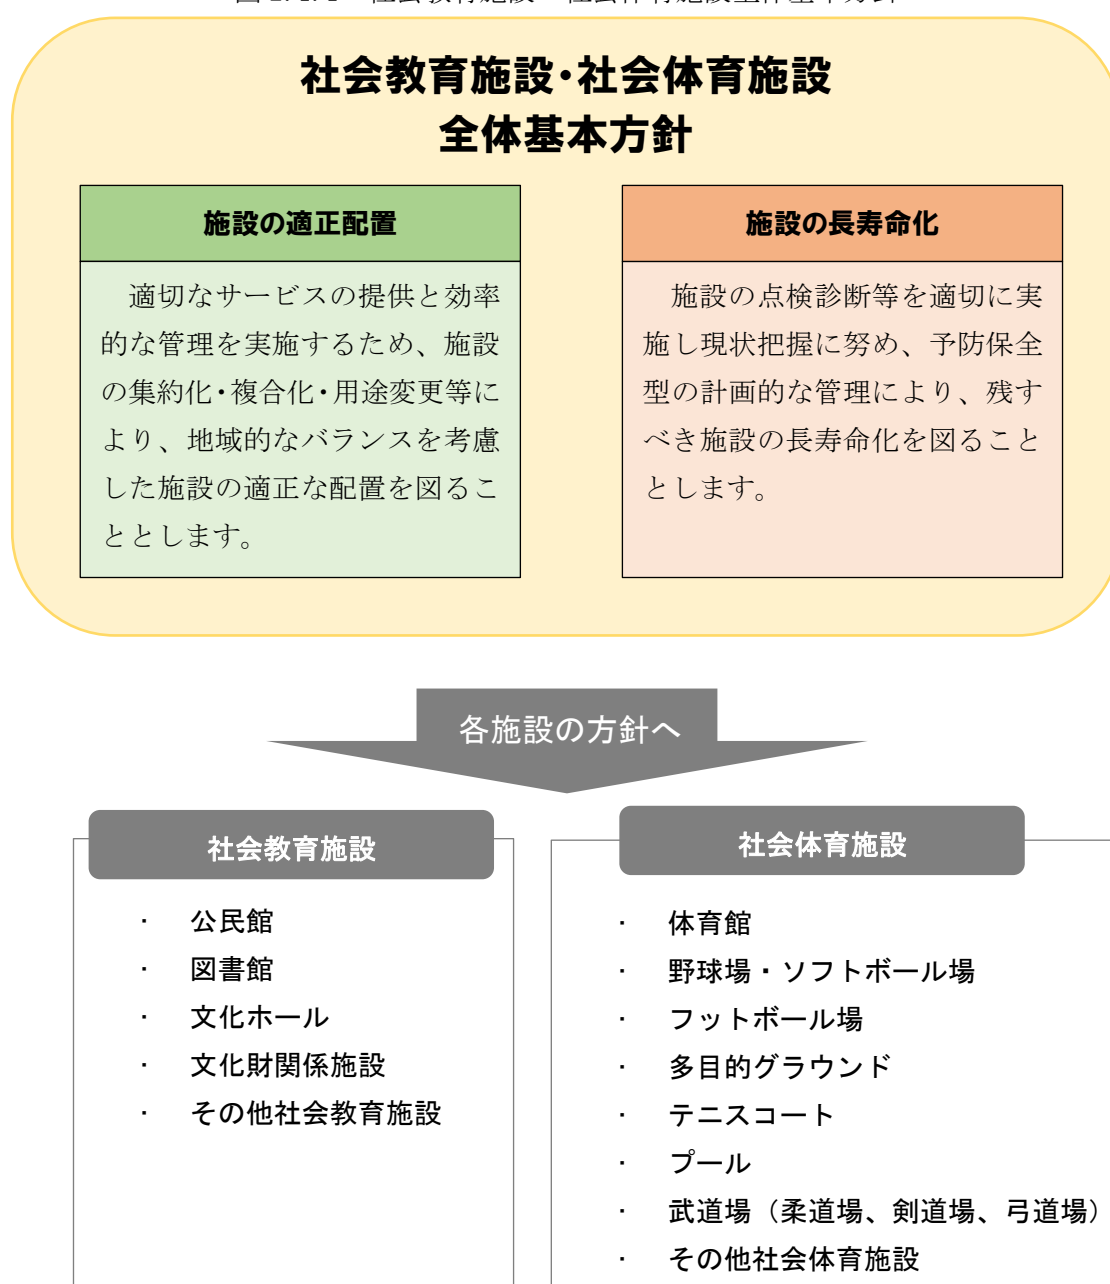 社会教育施設・社会体育施設
全体基本方針
施設の適正配置
適切なサービスの提供と効率
的な管理を実施するため、施設
の集約化・複合化・用途変更等に
より、地域的なバランスを考慮
した施設の適正な配置を図るこ
ととします。
施設の長寿命化
施設の点検診断等を適切に実
施し現状把握に努め、予防保全
型の計画的な管理により、残す
べき施設の長寿命化を図ること
とします。
各施設の方針へ
社会教育施設
・ 公民館
・ 図書館
・ 文化ホール
・ 文化財関係施設
・ その他社会教育施設
社会体育施設
・ 体育館
・ 野球場・ソフトボール場
・ フットボール場
・ 多目的グラウンド
・ テニスコート
・ プール
・ 武道場（柔道場、剣道場、弓道場）
・ その他社会体育施設